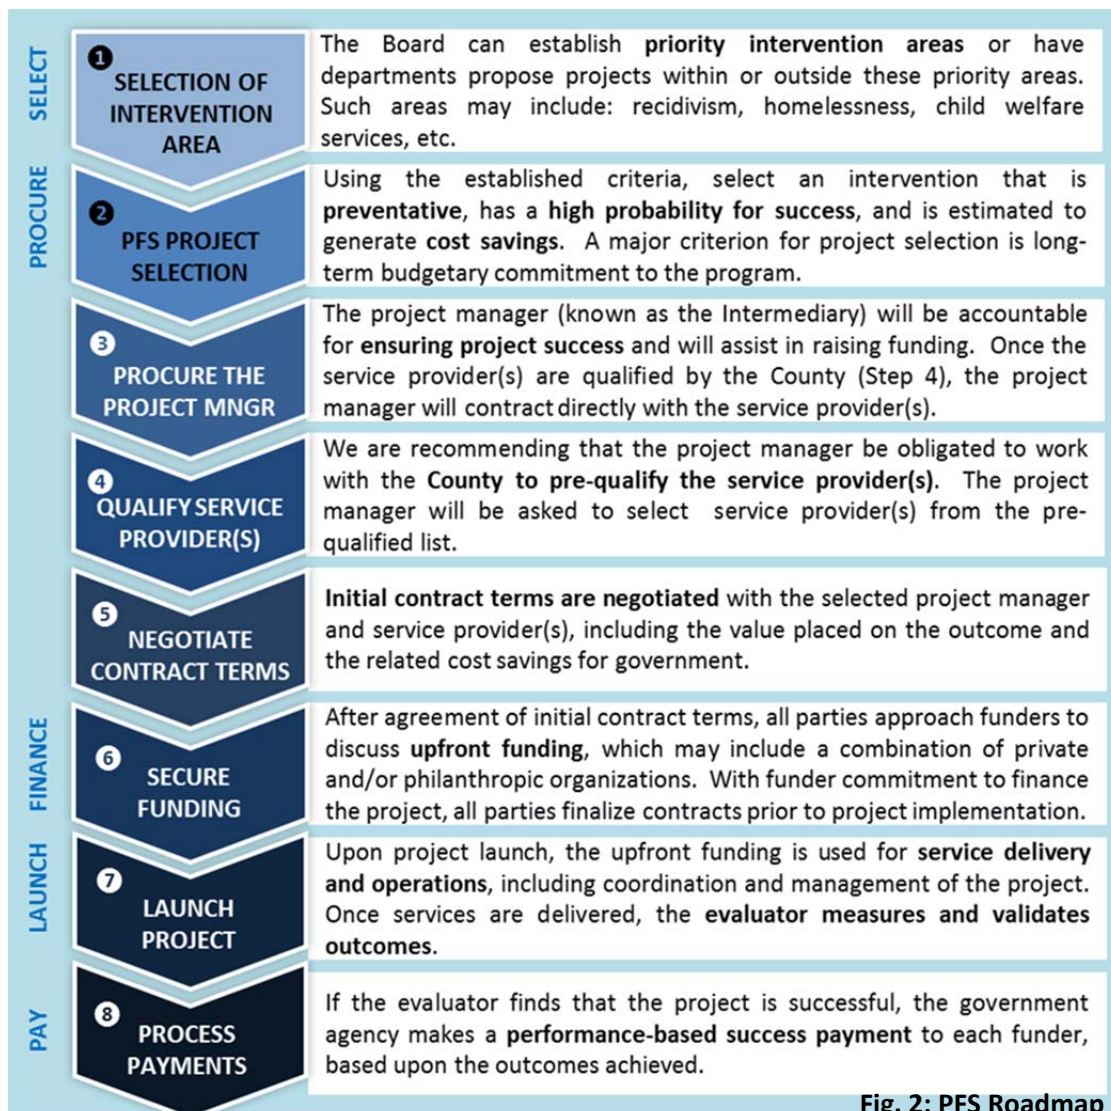 SELECT
1
SELECTION OF
INTERVENTION
AREA
The Board can establish priority intervention areas or have
departments propose projects within or outside these priority areas.
Such areas may include: recidivism, homelessness, child welfare
services, etc.
PROCURE
2
PFS PROJECT
SELECTION
Using the established criteria, select an intervention that is
preventative, has a high probability for success, and is estimated to
generate cost savings. A major criterion for project selection is long-
term budgetary commitment to the program.
3
PROCURE THE
PROJECT MNGR
The project manager (known as the Intermediary) will be accountable
for ensuring project success and will assist in raising funding. Once the
service provider(s) are qualified by the County (Step 4), the project
manager will contract directly with the service provider(s).
4
QUALIFY SERVICE
PROVIDER(S)
We are recommending that the project manager be obligated to work
with the County to pre-qualify the service provider(s). The project
manager will be asked to select service provider(s) from the pre-
qualified list.
5
NEGOTIATE
CONTRACT TERMS
Initial contract terms are negotiated with the selected project manager
and service provider(s), including the value placed on the outcome and
the related cost savings for government.
FINANCE
6
SECURE
FUNDING
After agreement of initial contract terms, all parties approach funders to
discuss upfront funding, which may include a combination of private
and/or philanthropic organizations. With funder commitment to finance
the project, all parties finalize contracts prior to project implementation.
LAUNCH
7
LAUNCH
PROJECT
Upon project launch, the upfront funding is used for service delivery
and operations, including coordination and management of the project.
Once services are delivered, the evaluator measures and validates
outcomes.
PAY
8
PROCESS
PAYMENTS
If the evaluator finds that the project is successful, the government
agency makes a performance-based success payment to each funder,
based upon the outcomes achieved.
Fig. 2: PFS Roadmap